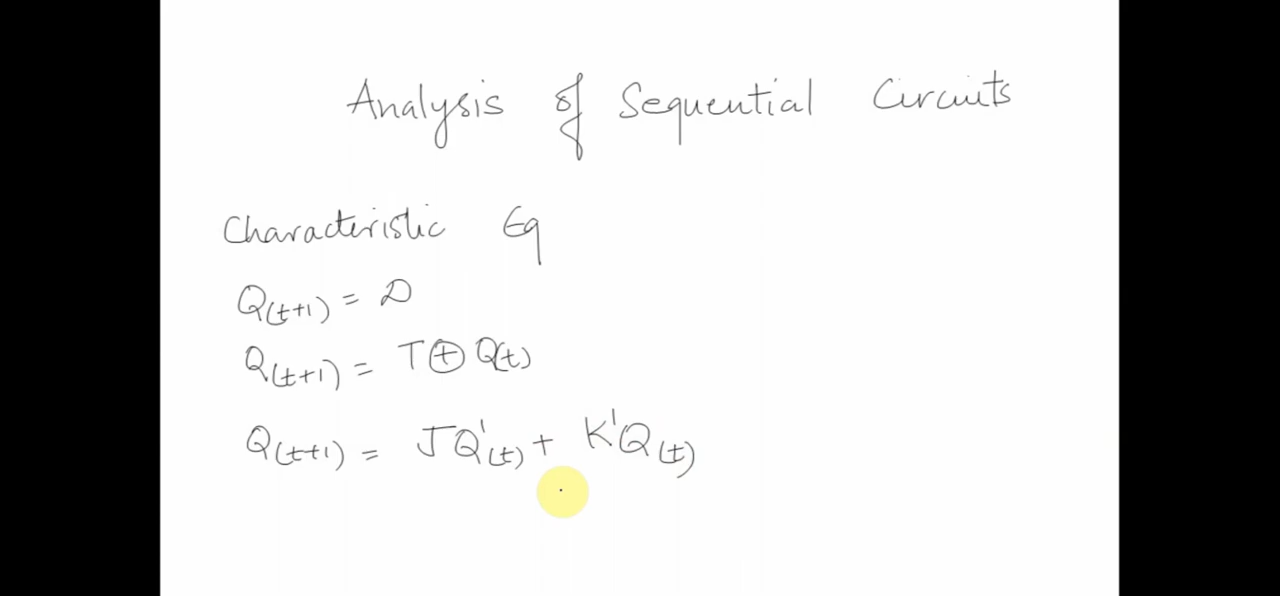 Analysis of Sequential Circuits
Characteristic Eq
Q(t+1) = D
Q(t+1) = T⊕Q(t)
Q(t+1) = JQ'(t) + K'Q(t)